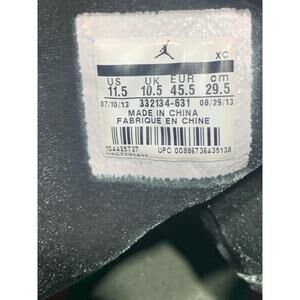 XC
US UK EUR cm
11.5 10.5 45.5 29.5
07/10/13 332134-631 08/29/13
MADE IN CHINA
FABRIQUE EN CHINE
UPC 00886736435138